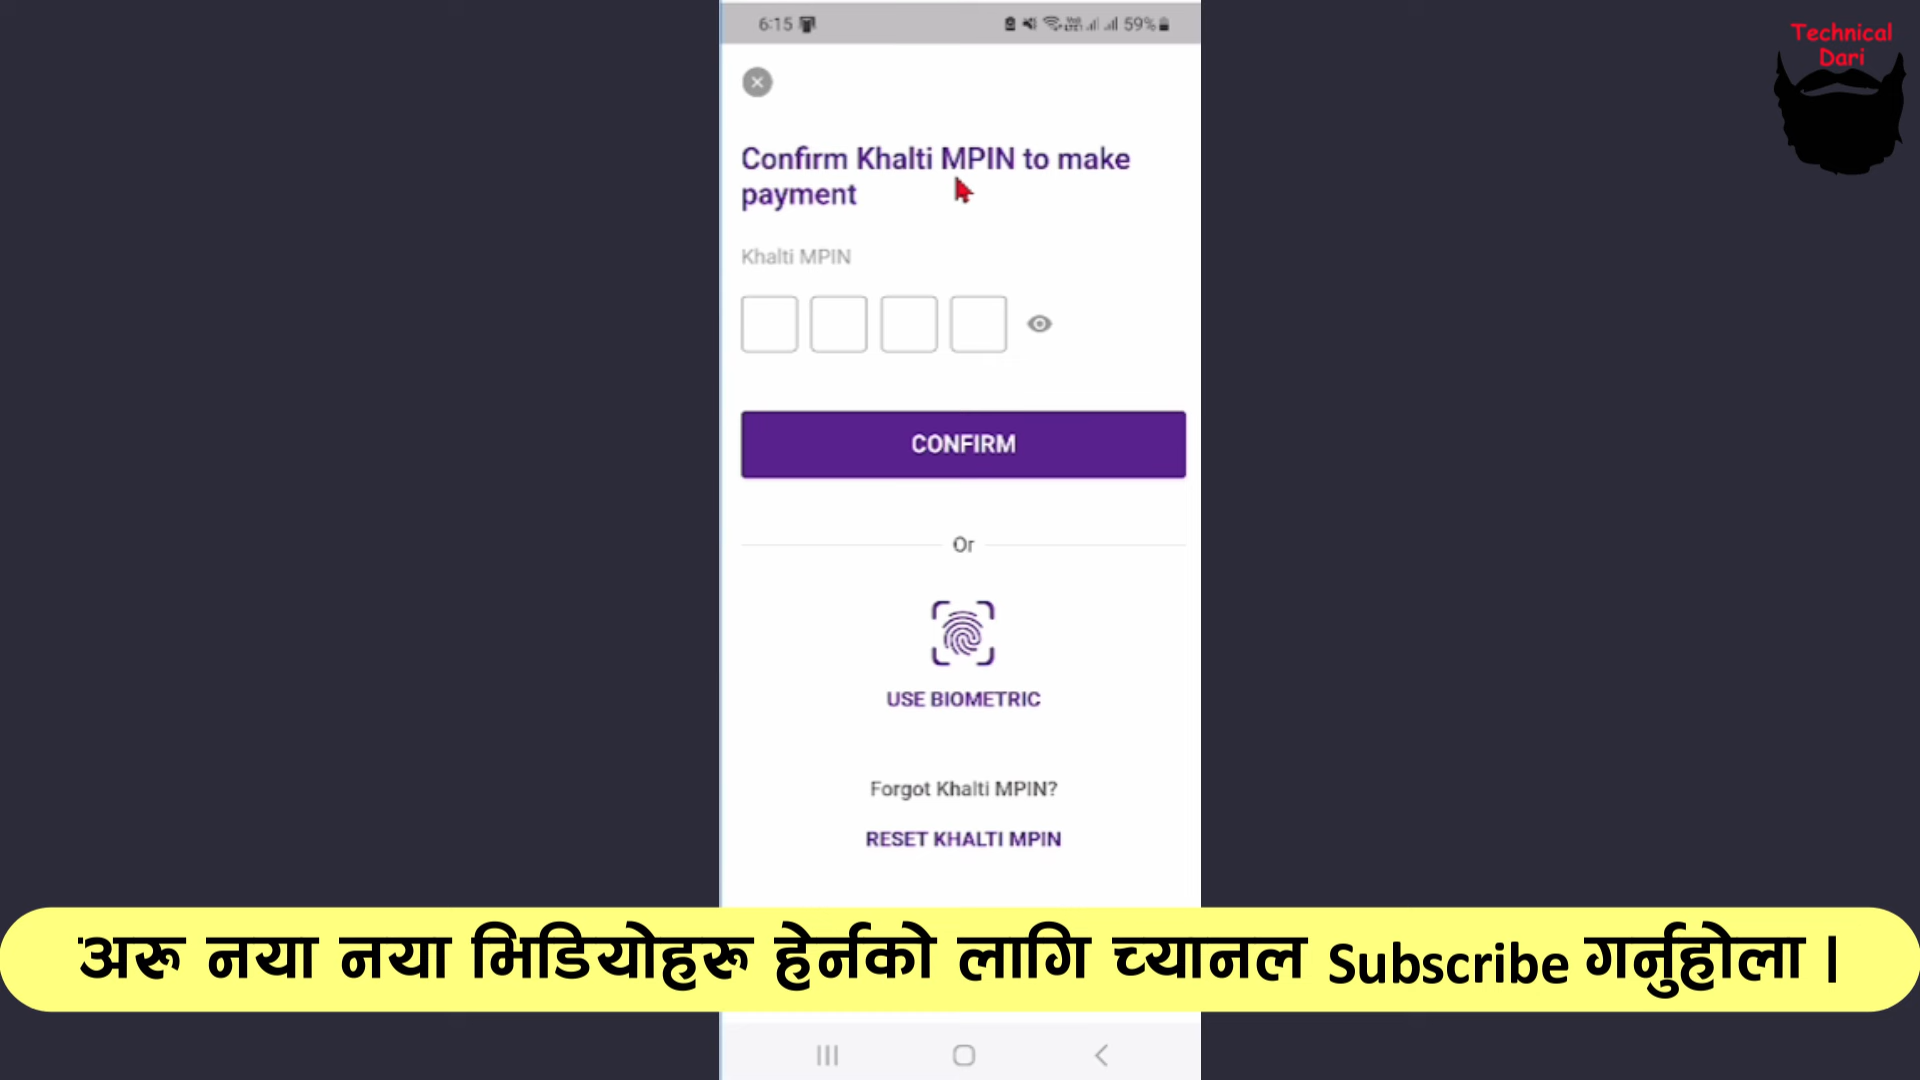 6:15
59%
Technical
Dari
Confirm Khalti MPIN to make
payment
Khalti MPIN
CONFIRM
Or
USE BIOMETRIC
Forgot Khalti MPIN?
RESET KHALTI MPIN
अरू नया नया भिडियोहरू हेर्नको लागि च्यानल Subscribe गर्नुहोला ।